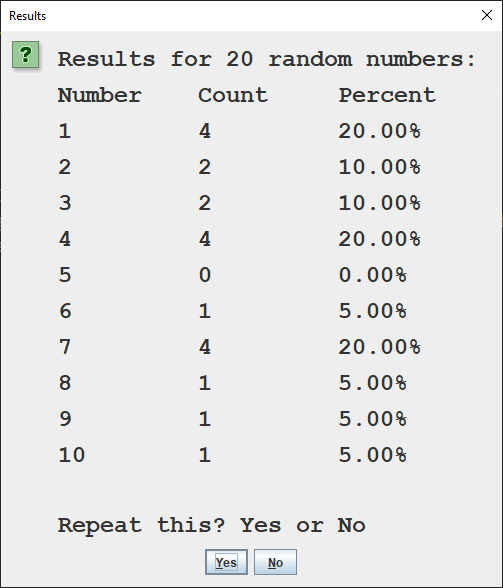 Results
Results for 20 random numbers:
Number Count Percent
1 4 20.00%
2 2 10.00%
3 2 10.00%
4 4 20.00%
5 0 0.00%
6 1 5.00%
7 4 20.00%
8 1 5.00%
9 1 5.00%
10 1 5.00%
Repeat this? Yes or No
Yes No